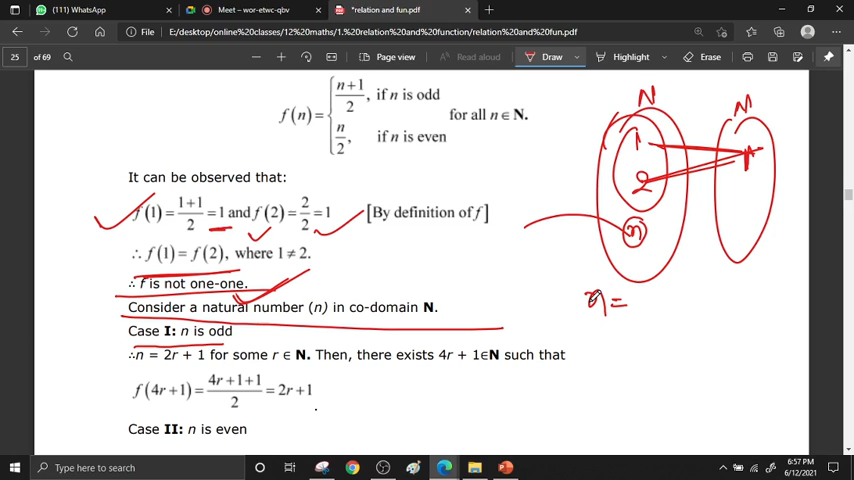 (111) WhatsApp
Meet – wor-etwc-qbv
*relation and fun.pdf
File
E:/desktop/online%20classes/12%20maths/1.%20relation%20and%20function/relation%20and%20fun.pdf
25
of 69
Page view
Read aloud
Draw
Highlight
Erase
Share
f(n) = { n+1/2, if n is odd
n/2, if n is even
for all n ∈ N.
It can be observed that:
f(1) = 1+1/2 = 1 and f(2) = 2/2 = 1 [By definition of f]
∴ f(1) = f(2), where 1 ≠ 2.
∴ f is not one-one.
Consider a natural number (n) in co-domain N.
Case I: n is odd
∴n = 2r + 1 for some r ∈ N. Then, there exists 4r + 1∈N such that
f(4r+1) = 4r+1+1/2 = 2r+1
.
Case II: n is even
N
N
1
1
2
n
n =
Type here to search
6:57 PM
6/12/2021